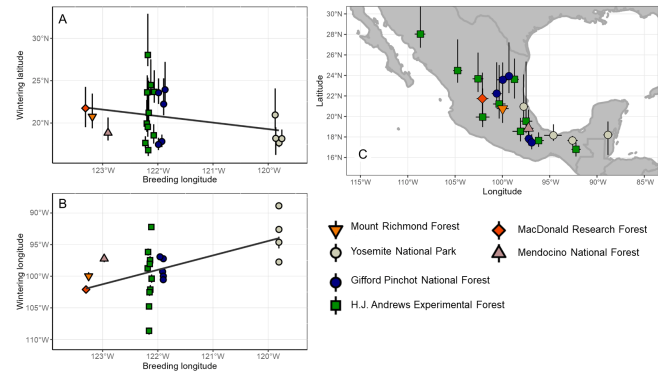 A
30°N
25°N
20°N
Wintering latitude
123°W 122°W 121°W 120°W
Breeding longitude
B
90°W
95°W
100°W
105°W
110°W
Wintering longitude
123°W 122°W 121°W 120°W
Breeding longitude
C
30°N
28°N
26°N
24°N
22°N
20°N
18°N
16°N
Latitude
115°W 110°W 105°W 100°W 95°W 90°W 85°W
Longitude
Mount Richmond Forest
MacDonald Research Forest
Yosemite National Park
Mendocino National Forest
Gifford Pinchot National Forest
H.J. Andrews Experimental Forest